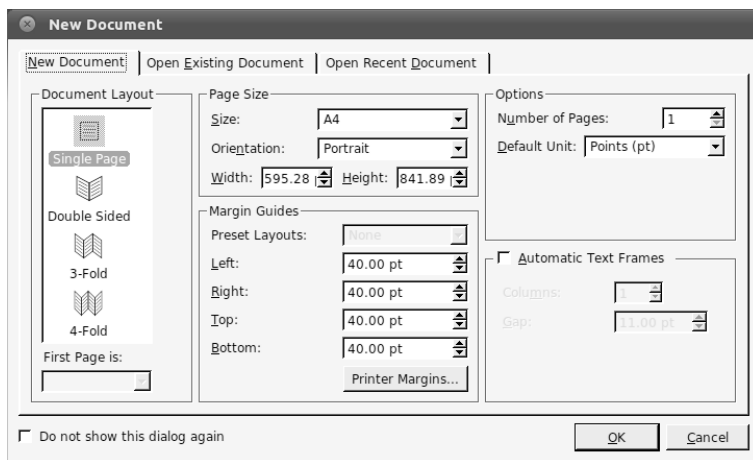 New Document
New Document
Open Existing Document
Open Recent Document
Document Layout
Single Page
Double Sided
3-Fold
4-Fold
First Page is:
Page Size
Size: A4
Orientation: Portrait
Width: 595.28 Height: 841.89
Margin Guides
Preset Layouts: None
Left: 40.00 pt
Right: 40.00 pt
Top: 40.00 pt
Bottom: 40.00 pt
Printer Margins...
Options
Number of Pages: 1
Default Unit: Points (pt)
Automatic Text Frames
Columns: 1
Gap: 11.00 pt
Do not show this dialog again
OK
Cancel